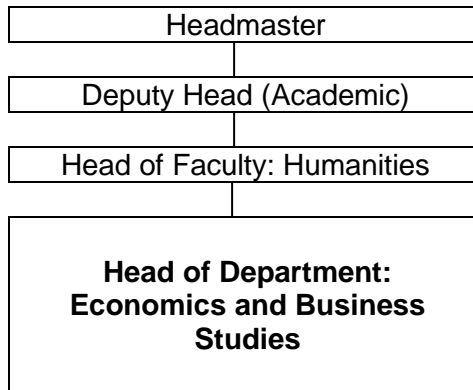 Headmaster
Deputy Head (Academic)
Head of Faculty: Humanities
Head of Department:
Economics and Business
Studies